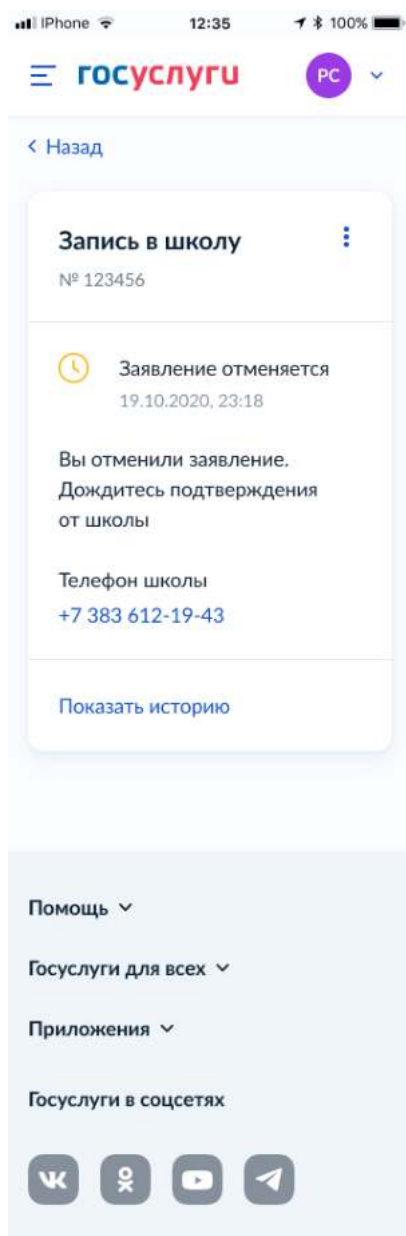 IPhone 12:35 100%
госуслуги РС
Назад
Запись в школу
№ 123456
Заявление отменяется
19.10.2020, 23:18
Вы отменили заявление.
Дождитесь подтверждения
от школы
Телефон школы
+7 383 612-19-43
Показать историю
Помощь
Госуслуги для всех
Приложения
Госуслуги в соцсетях